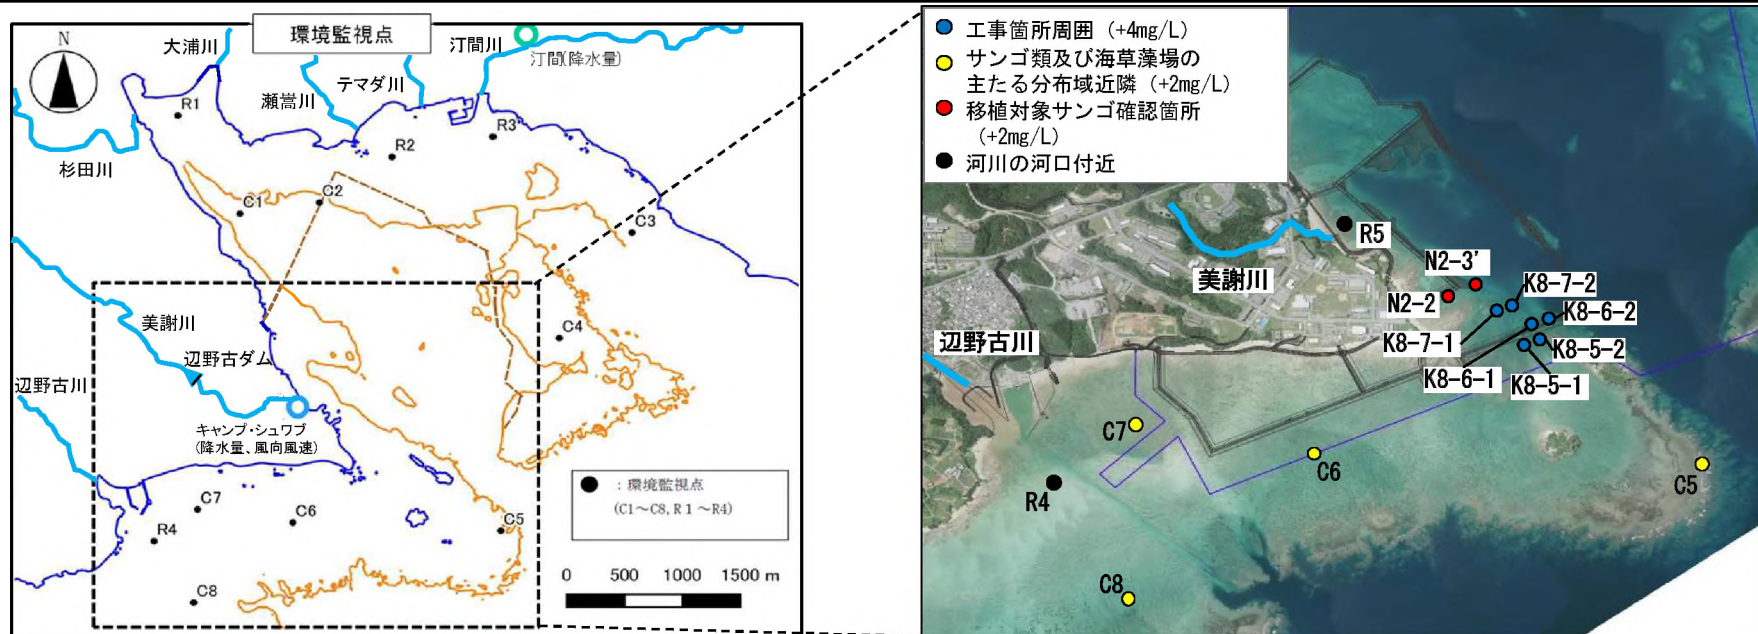 環境監視点
N
大浦川
瀬嵩川
テマダ川
汀間川
汀間(降水量)
R1
R2
R3
杉田川
C1
C2
C3
C4
美謝川
辺野古ダム
辺野古川
キャンプ・シュワブ
(降水量、風向風速)
C7
C6
C5
R4
C8
● : 環境監視点
(C1～C8, R1～R4)
0 500 1000 1500 m
工事箇所周囲 (+4mg/L)
サンゴ類及び海草藻場の
主たる分布域近隣 (+2mg/L)
移植対象サンゴ確認箇所
(+2mg/L)
河川の河口付近
R5
美謝川
N2-3'
N2-2
K8-7-2
K8-6-2
K8-7-1
K8-5-2
K8-6-1
K8-5-1
辺野古川
C7
C6
C5
R4
C8